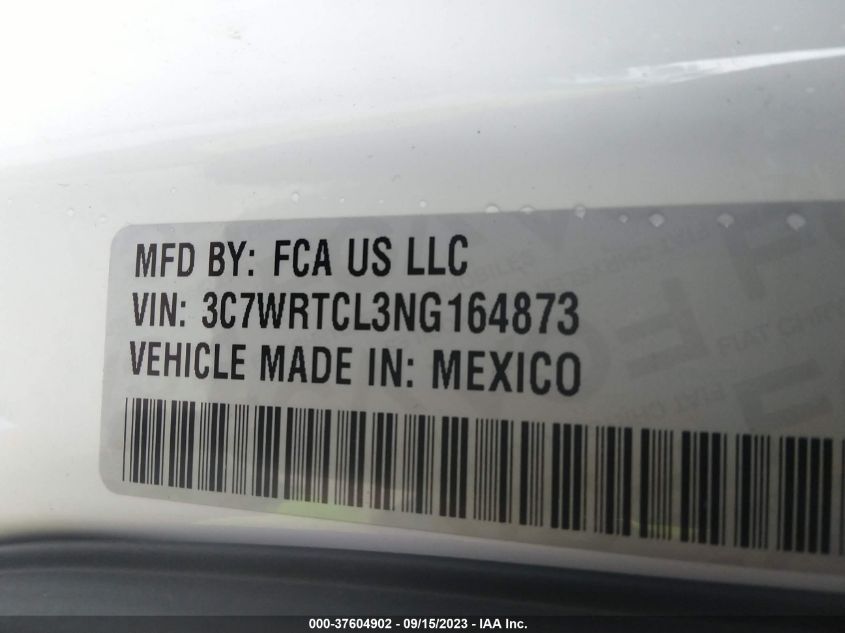 MFD BY: FCA US LLC
VIN: 3C7WRTCL3NG164873
VEHICLE MADE IN: MEXICO
000-37604902 - 09/15/2023 - IAA Inc.